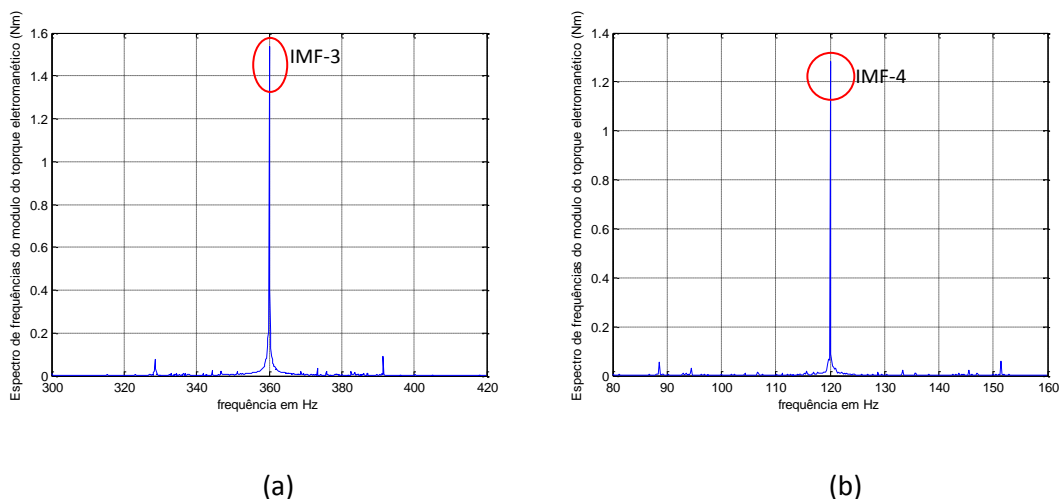 Espectro de frequências do modulo do toprque eletromanético (Nm)
1.6
1.4
1.2
1
0.8
0.6
0.4
0.2
0
IMF-3
300 320 340 360 380 400 420
frequência em Hz
(a)
Espectro de frequências do modulo do toprque eletromanético (Nm)
1.4
1.2
1
0.8
0.6
0.4
0.2
0
IMF-4
80 90 100 110 120 130 140 150 160
frequência em Hz
(b)